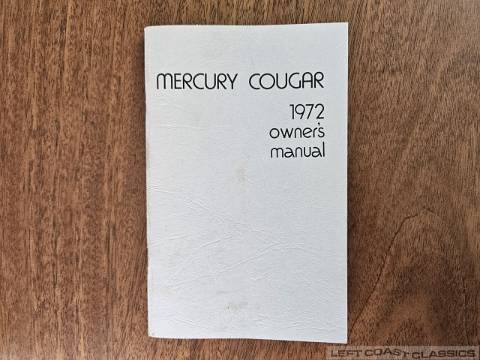 MERCURY COUGAR
1972
owner's
manual
LEFT COAST CLASSICS